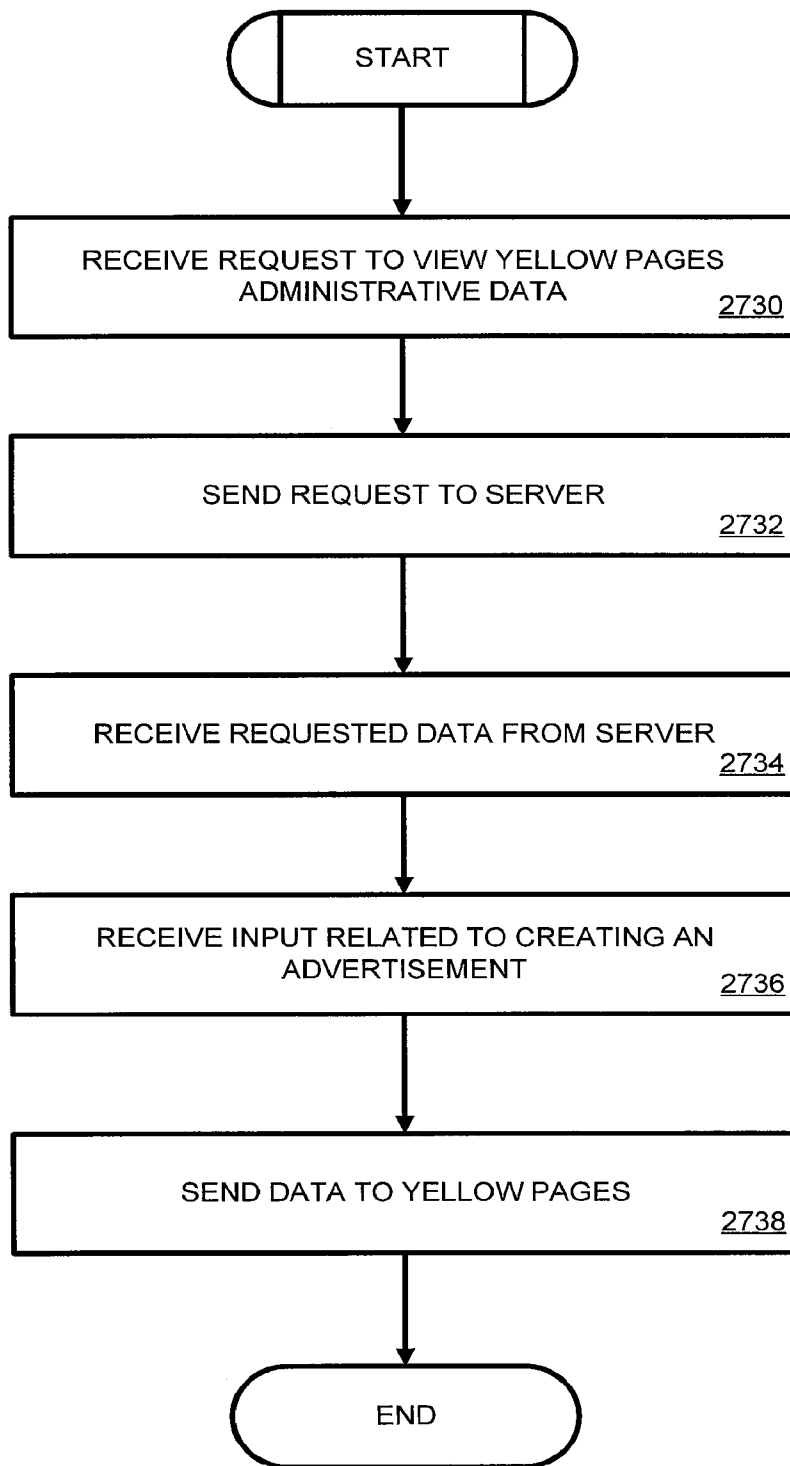 START
RECEIVE REQUEST TO VIEW YELLOW PAGES
ADMINISTRATIVE DATA
2730
SEND REQUEST TO SERVER
2732
RECEIVE REQUESTED DATA FROM SERVER
2734
RECEIVE INPUT RELATED TO CREATING AN
ADVERTISEMENT
2736
SEND DATA TO YELLOW PAGES
2738
END